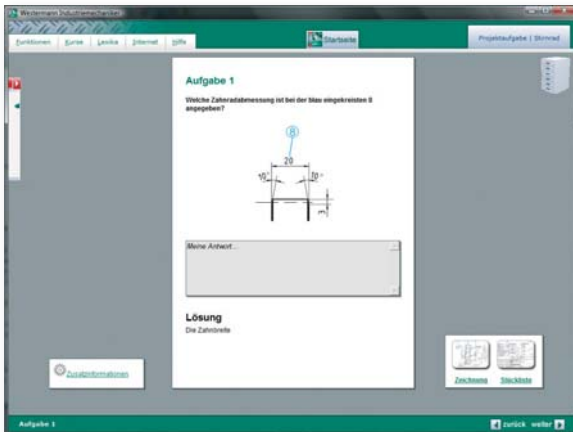 Westermann Industriemechaniker
Funktionen Kurse Lexika Internet Hilfe
Startseite
Projektaufgabe | Stirnrad
Aufgabe 1
Welche Zahnradabmessung ist bei der blau eingekreisten 8
angegeben?
8
20
10° 10°
3
Meine Antwort...
Lösung
Die Zahnbreite
Zusatzinformationen
Zeichnung Stückliste
Aufgabe 1
zurück weiter